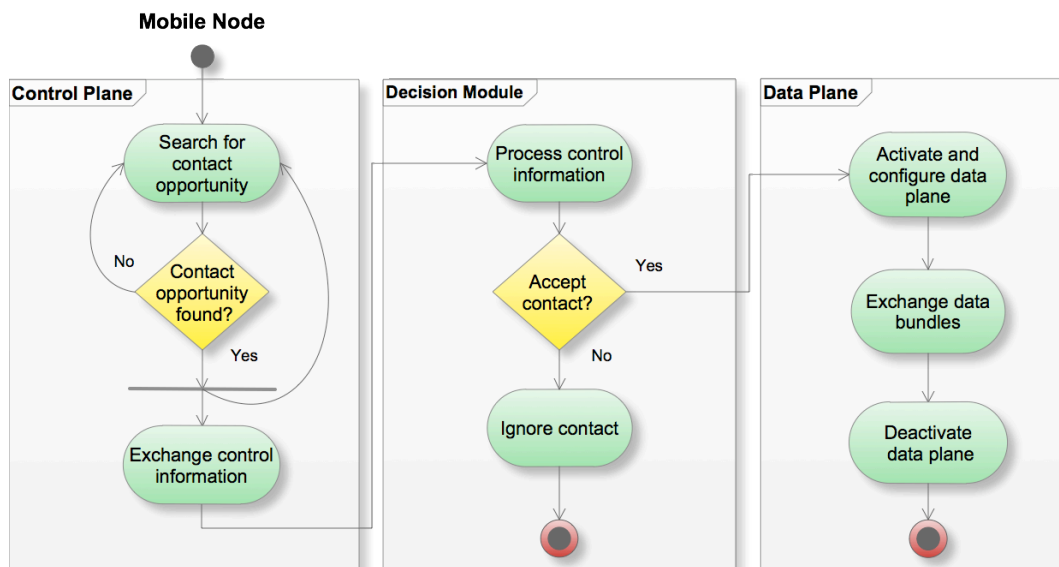 Mobile Node
Control Plane
Search for
contact
opportunity
No
Contact
opportunity
found?
Yes
Exchange control
information
Decision Module
Process control
information
Accept
contact?
Yes
No
Ignore contact
Data Plane
Activate and
configure data
plane
Exchange data
bundles
Deactivate
data plane